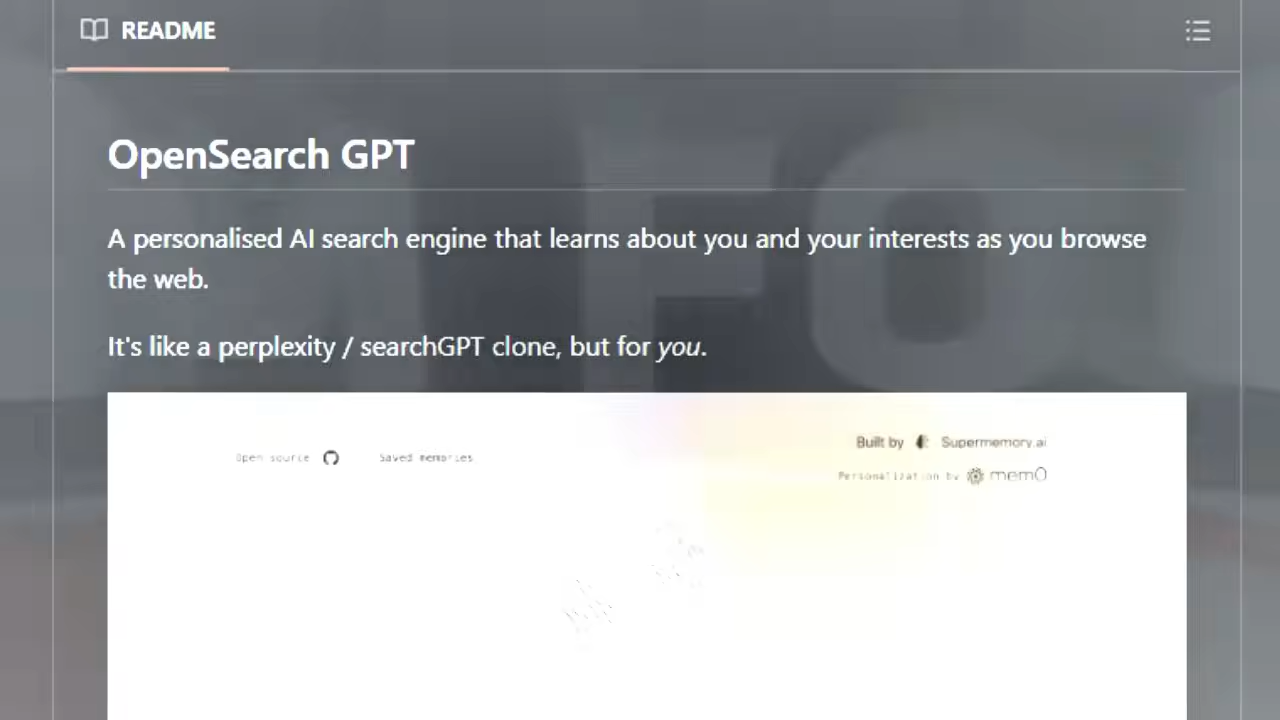 README
OpenSearch GPT
A personalised AI search engine that learns about you and your interests as you browse
the web.
It's like a perplexity / searchGPT clone, but for you.
Built by Supermemory.ai
Open source Saved memories
Personalization by mem0